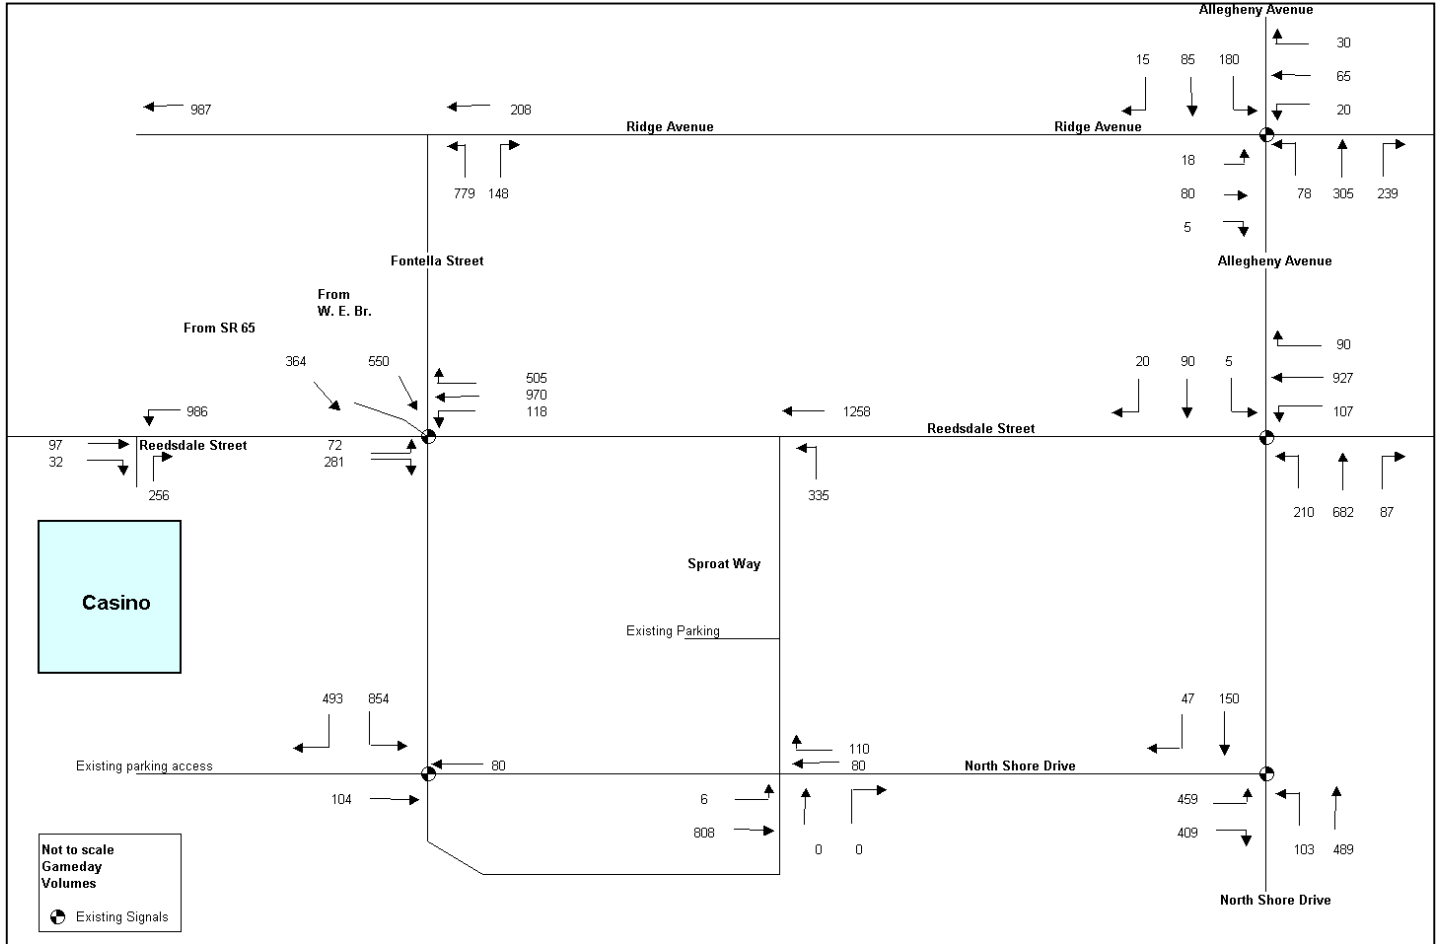 Allegheny Avenue
30
15 85 180
65
987 208 20
Ridge Avenue Ridge Avenue
18
779 148 80 78 305 239
5
Fontella Street Allegheny Avenue
From
W. E. Br.
From SR 65
364 550 20 90 5 90
505 927
970
986 118 1258 107
Reedsdale Street
97 Reedsdale Street 72
32 281
256 335 210 682 87
Sproat Way
Casino
Existing Parking
493 854 47 150
110
Existing parking access 80 80 North Shore Drive
104 6 459
808 409
0 0 103 489
Not to scale
Gameday
Volumes
North Shore Drive
Existing Signals